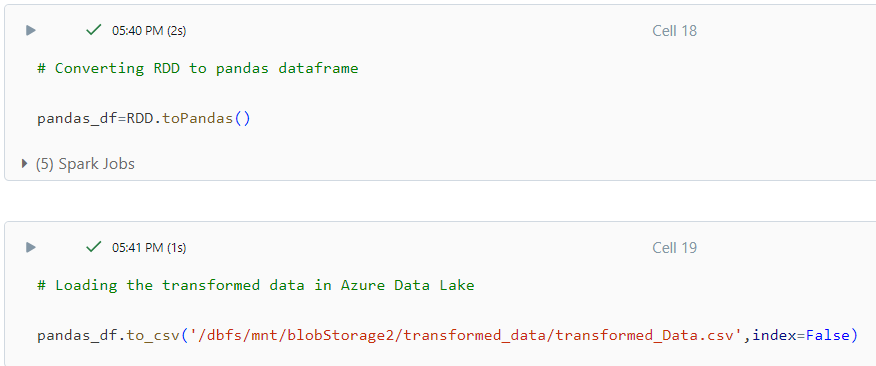 05:40 PM (2s)
Cell 18
# Converting RDD to pandas dataframe
pandas_df=RDD.toPandas()
(5) Spark Jobs
05:41 PM (1s)
Cell 19
# Loading the transformed data in Azure Data Lake
pandas_df.to_csv('/dbfs/mnt/blobStorage2/transformed_data/transformed_Data.csv',index=False)